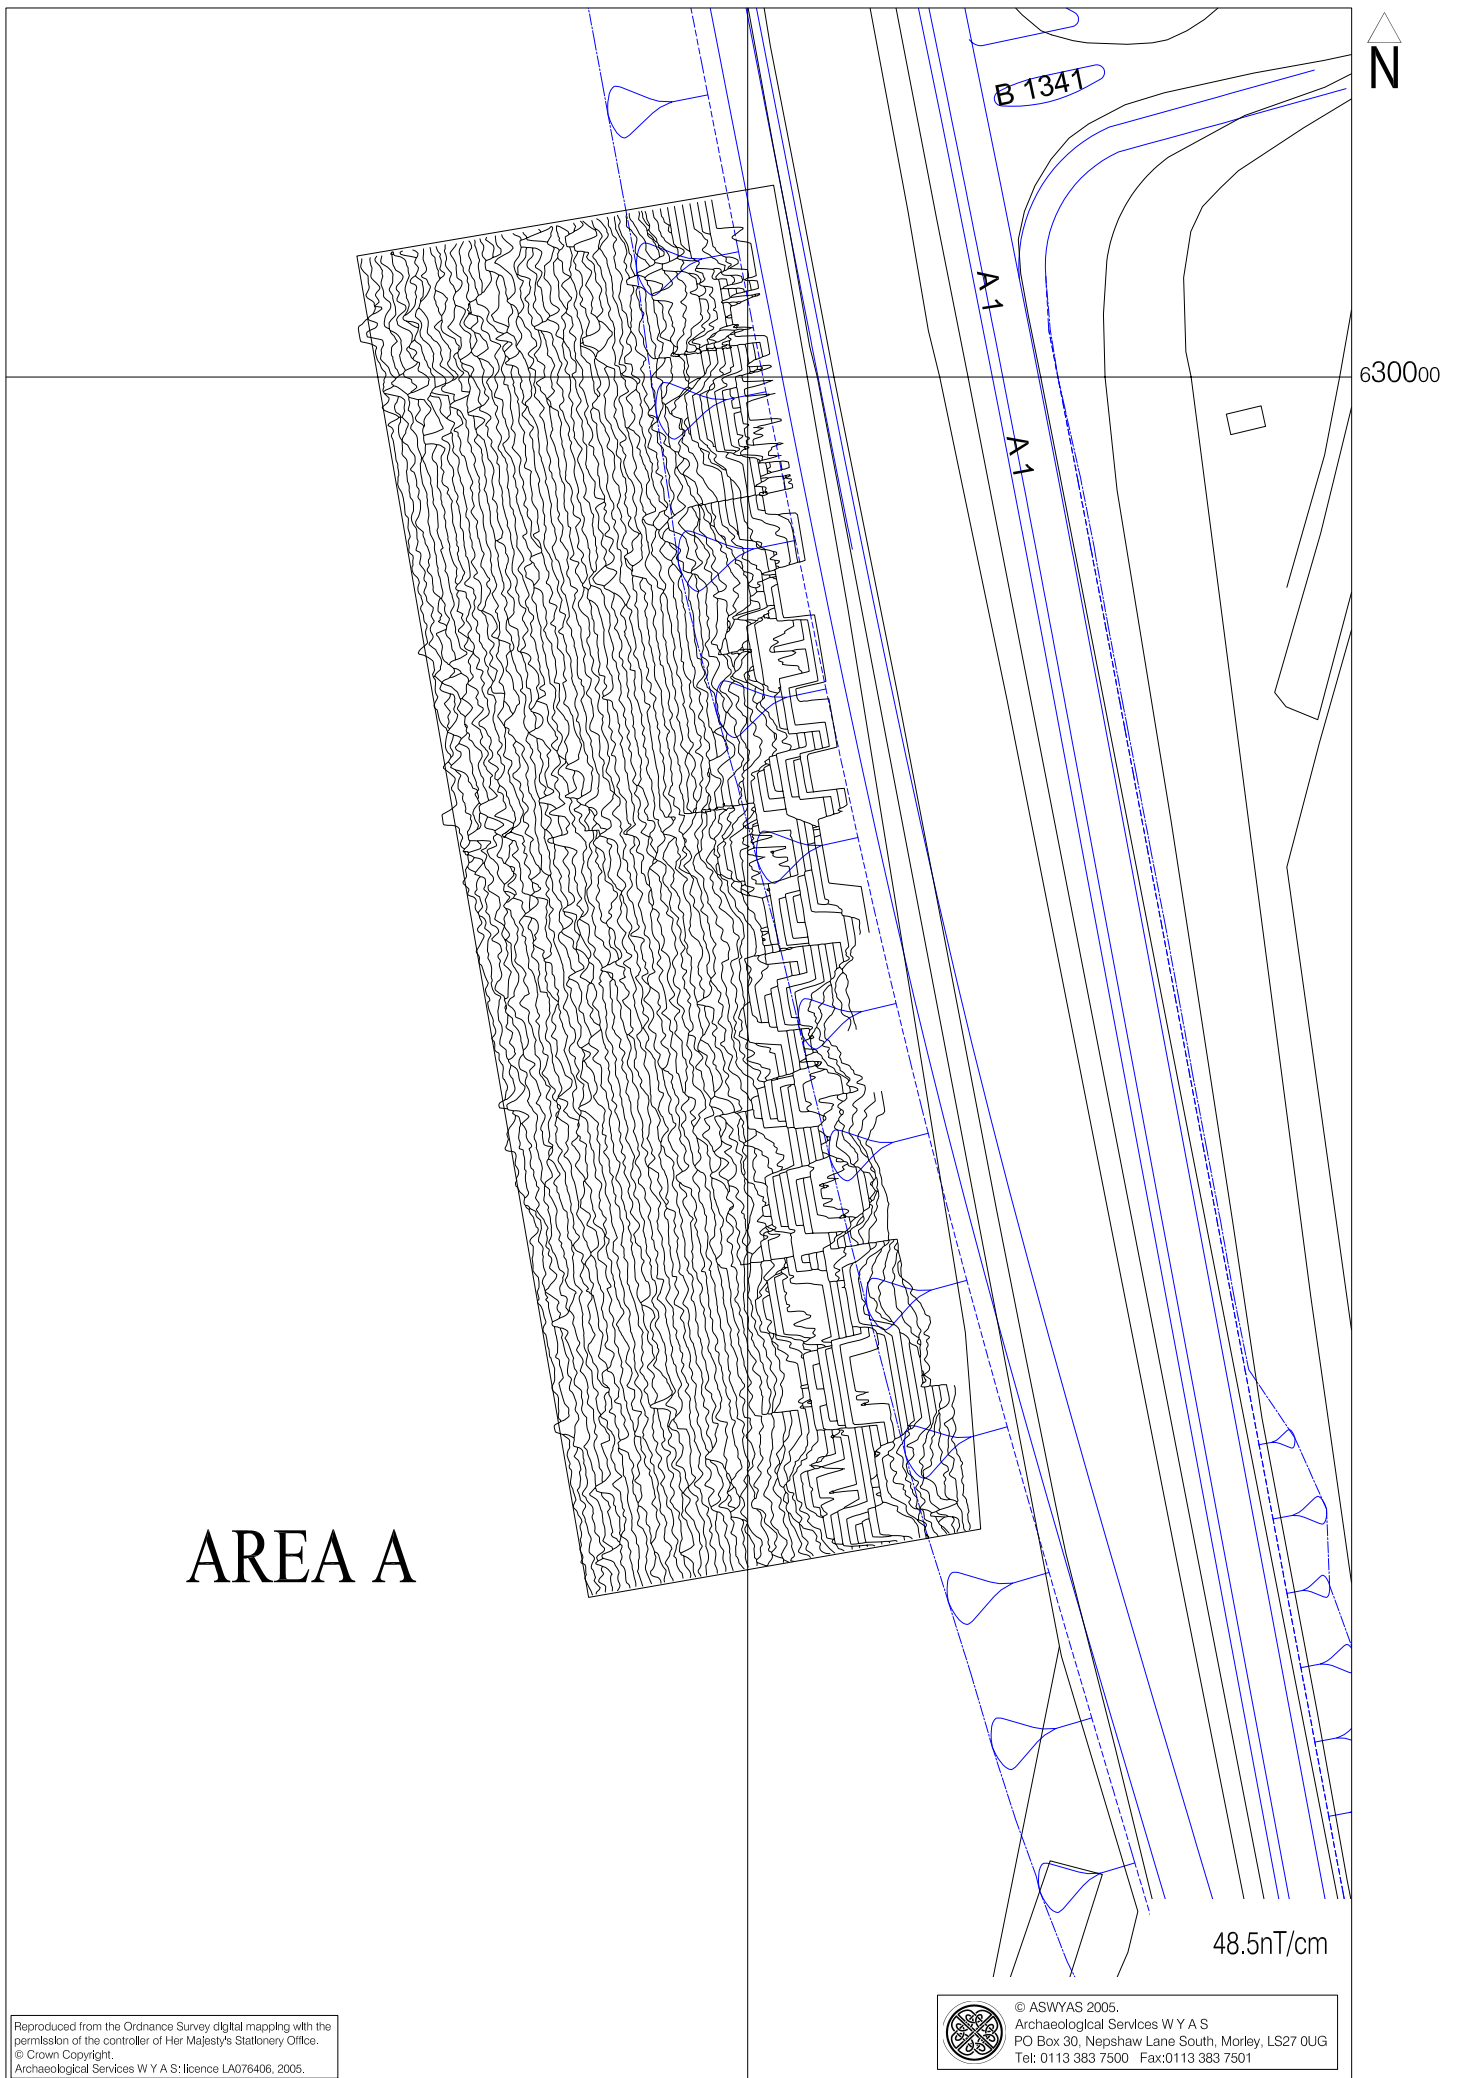 N
B 1341
A 1
630000
A 1
AREA A
48.5nT/cm
Reproduced from the Ordnance Survey digital mapping with the
permission of the controller of Her Majesty's Stationery Office.
© Crown Copyright.
Archaeological Services W Y A S: licence LA076406, 2005.
© ASWYAS 2005.
Archaeological Services W Y A S
PO Box 30, Nepshaw Lane South, Morley, LS27 0UG
Tel: 0113 383 7500 Fax:0113 383 7501